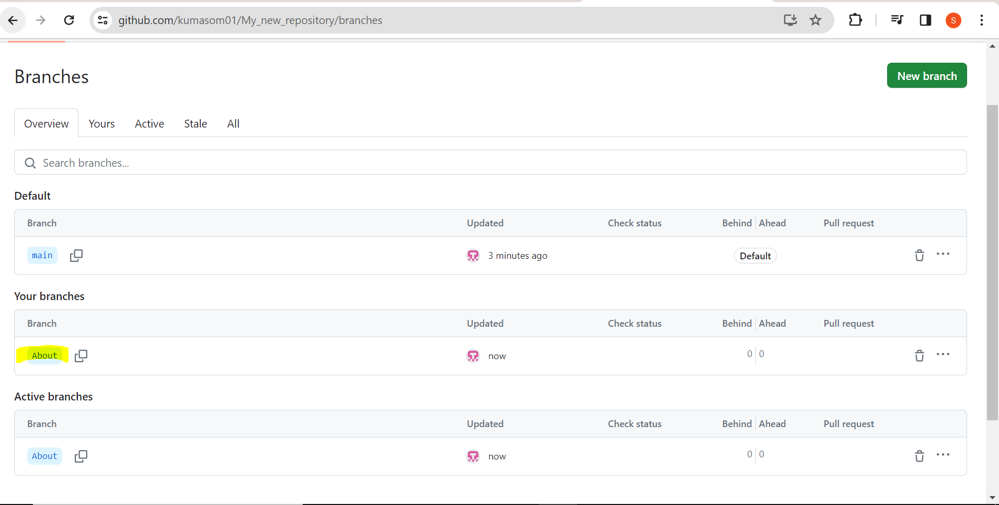 github.com/kumasom01/My_new_repository/branches
S
Branches
New branch
Overview Yours Active Stale All
Search branches...
Default
Branch Updated Check status Behind Ahead Pull request
main 3 minutes ago Default
Your branches
Branch Updated Check status Behind Ahead Pull request
About now 0 0
Active branches
Branch Updated Check status Behind Ahead Pull request
About now 0 0